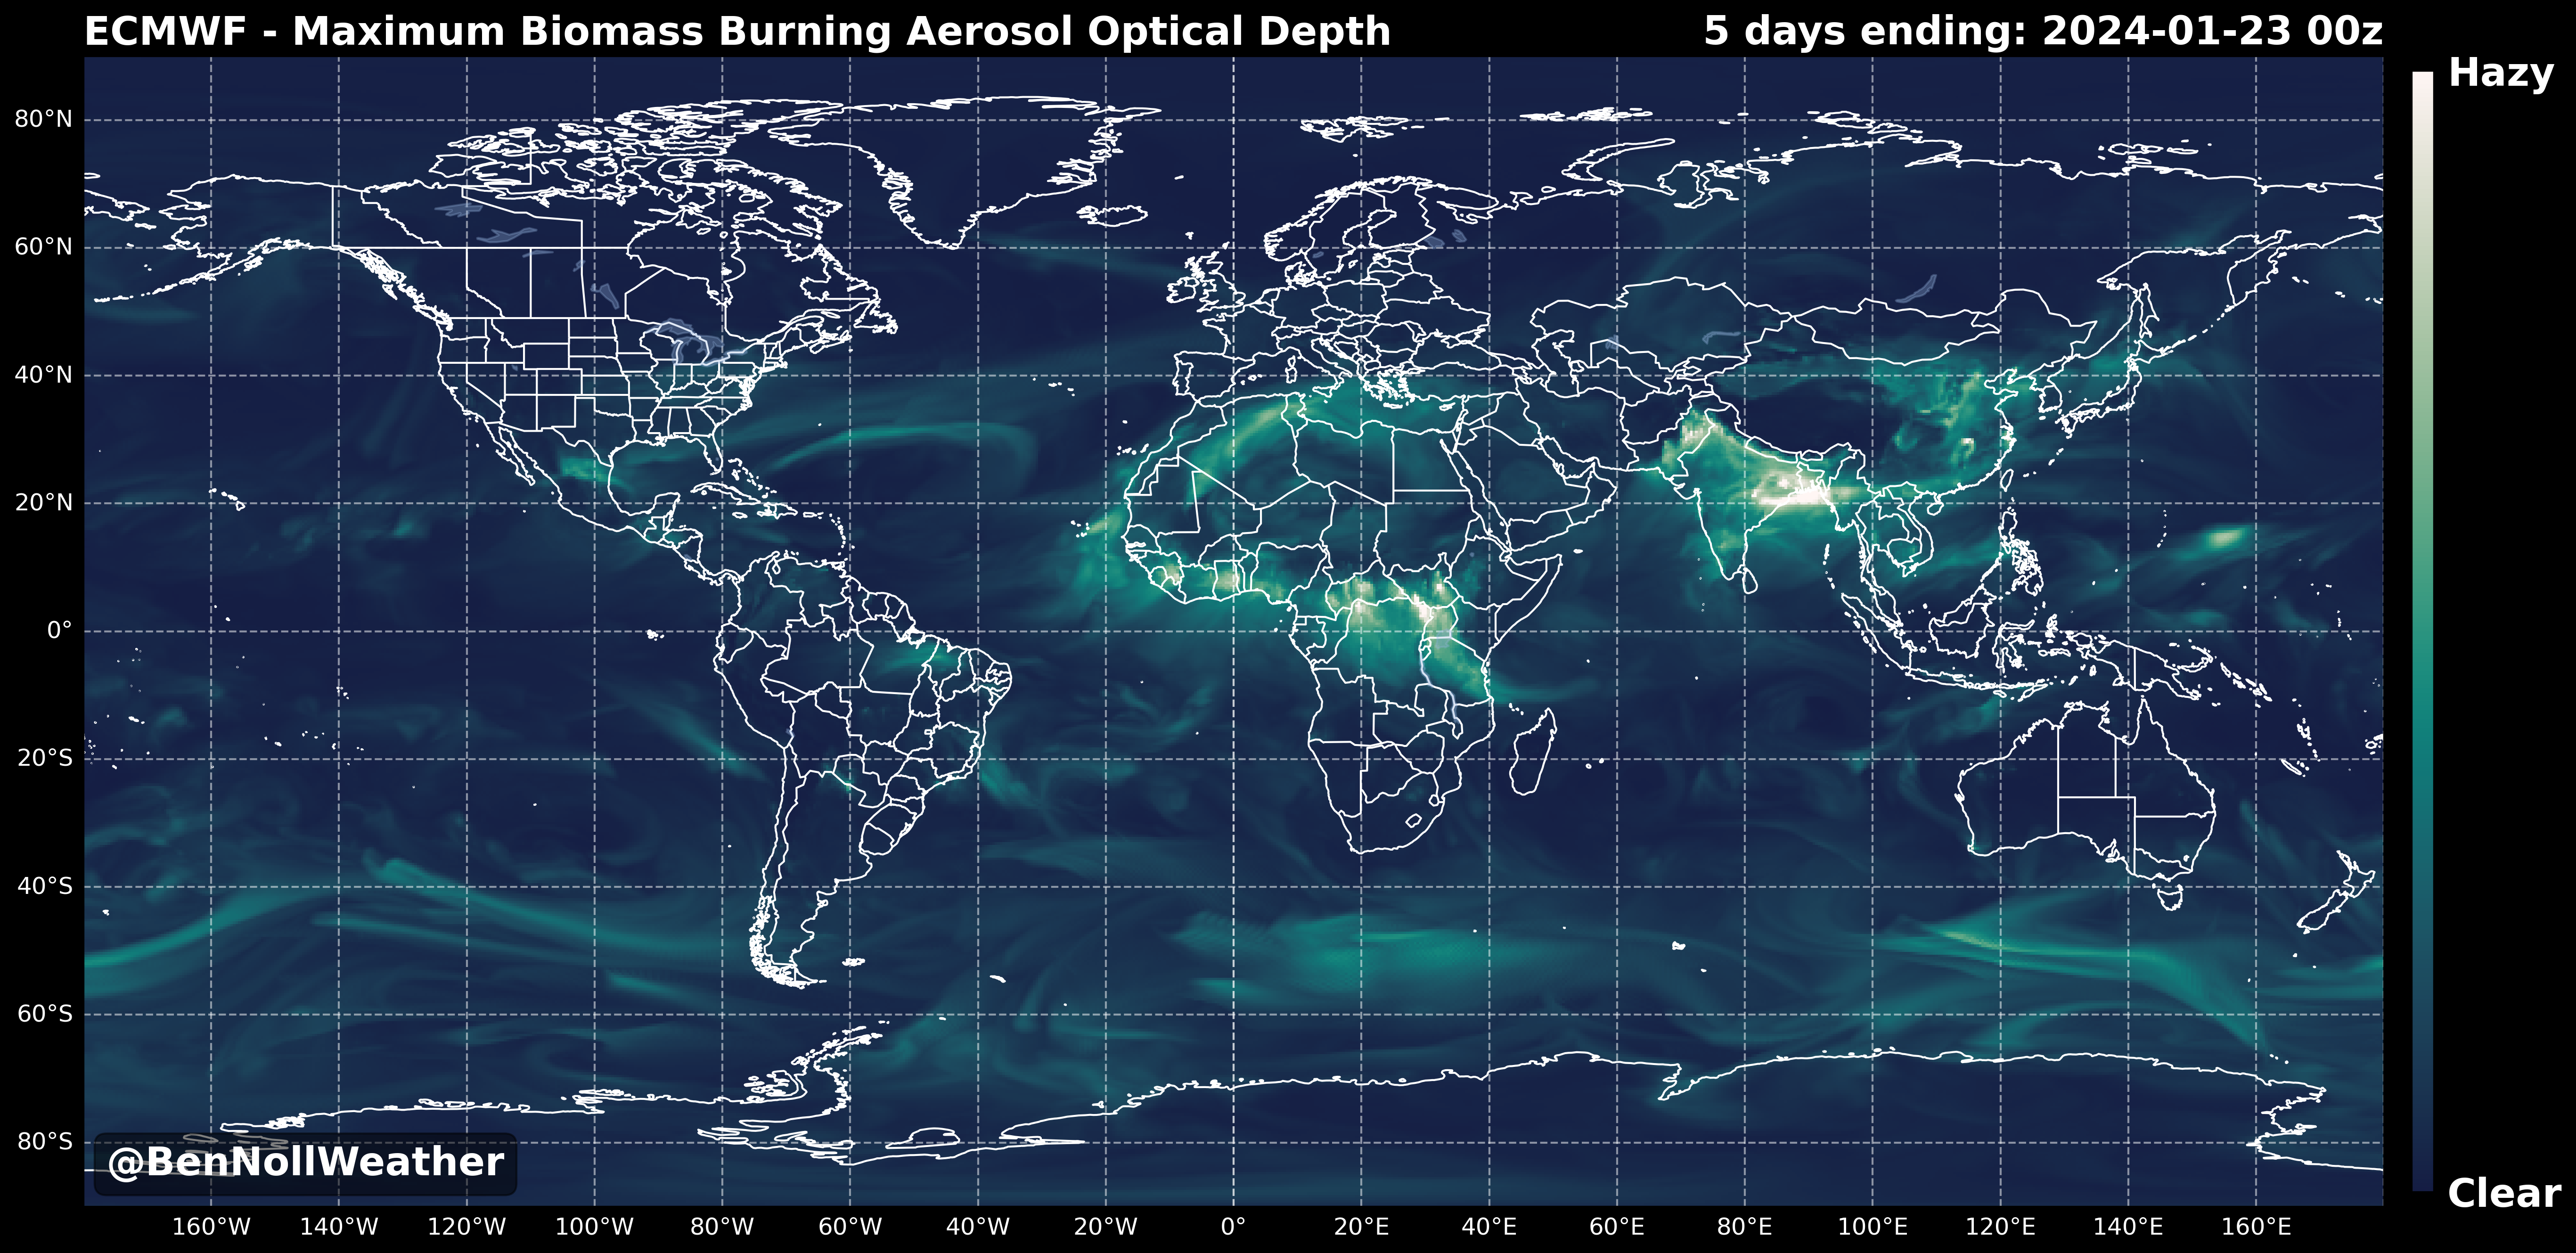 ECMWF - Maximum Biomass Burning Aerosol Optical Depth
5 days ending: 2024-01-23 00z
Hazy
80°N
60°N
40°N
20°N
0°
20°S
40°S
60°S
80°S
@BenNollWeather
Clear
160°W 140°W 120°W 100°W 80°W 60°W 40°W 20°W 0° 20°E 40°E 60°E 80°E 100°E 120°E 140°E 160°E